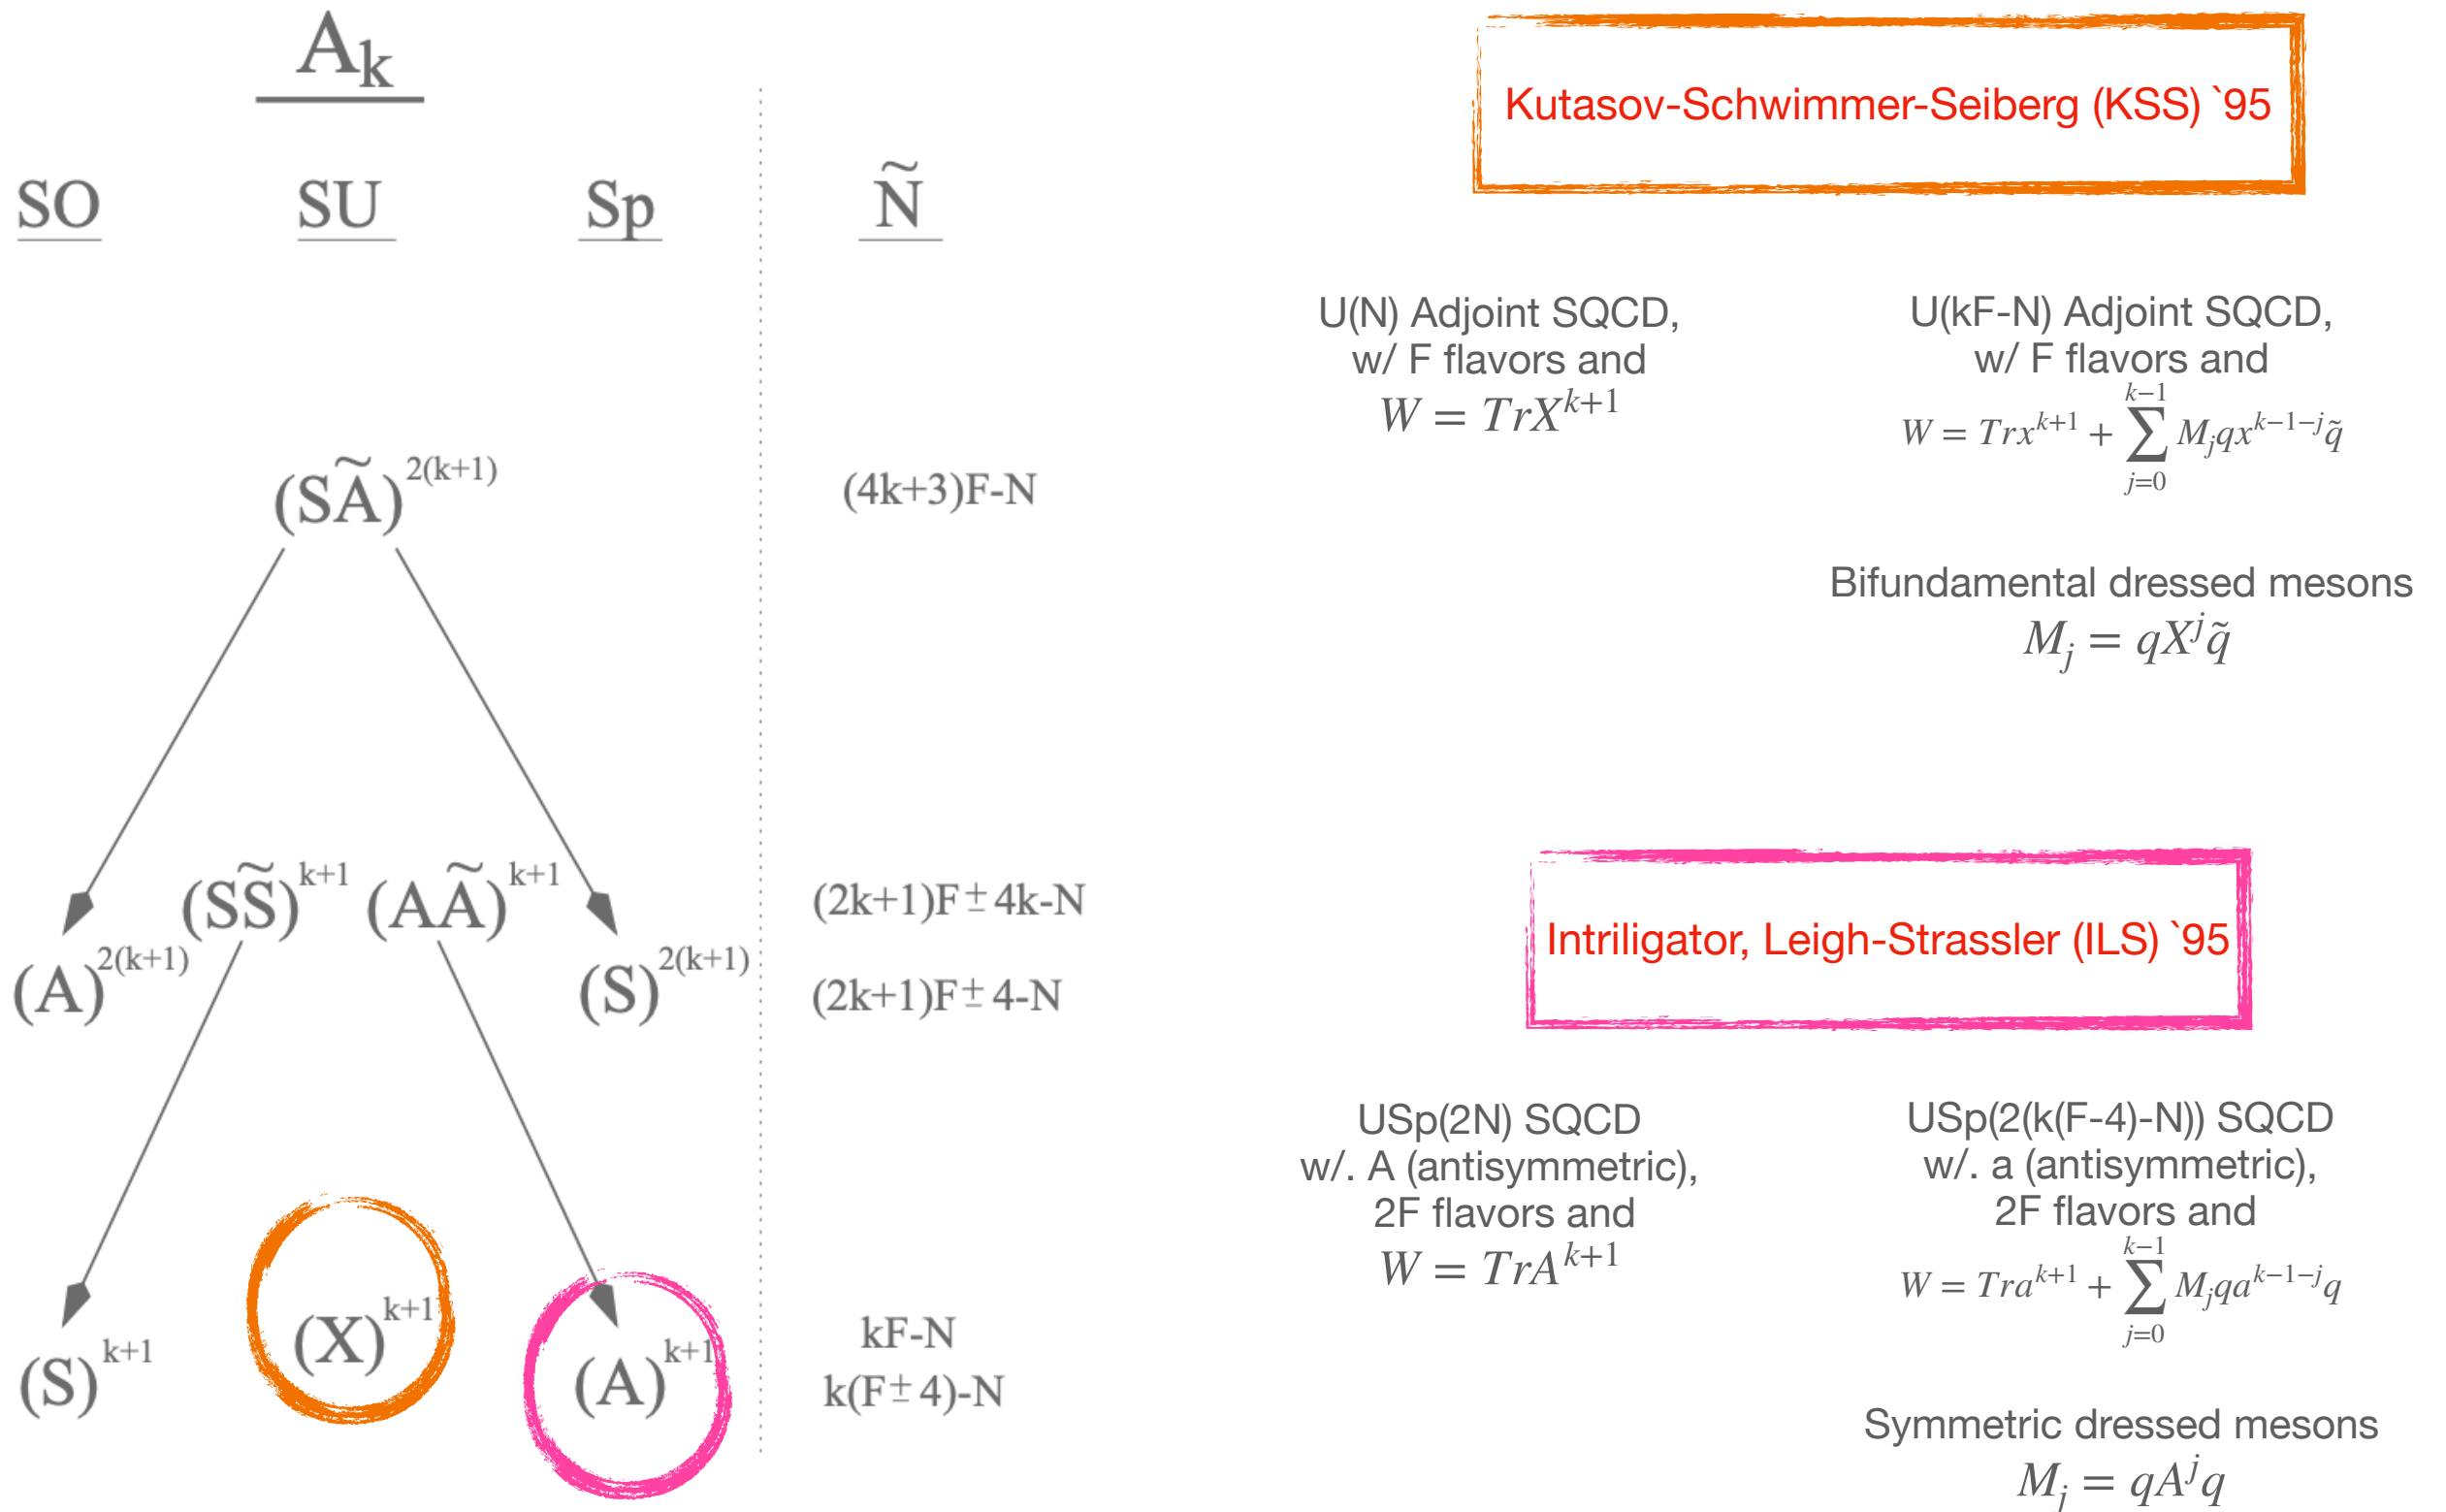 A_k
SO SU Sp Ñ
(SÃ)^{2(k+1)} (4k+3)F-N
(SS̃)^{k+1} (AÃ)^{k+1} (2k+1)F±4k-N
(A)^{2(k+1)} (S)^{2(k+1)} (2k+1)F±4-N
(X)^{k+1} kF-N
(S)^{k+1} (A)^{k+1} k(F±4)-N
Kutasov-Schwimmer-Seiberg (KSS) `95
U(N) Adjoint SQCD,
w/ F flavors and
W = TrX^{k+1}
U(kF-N) Adjoint SQCD,
w/ F flavors and
W = Trx^{k+1} + \sum_{j=0}^{k-1} M_j q x^{k-1-j} q̃
Bifundamental dressed mesons
M_j = qX^j q̃
Intriligator, Leigh-Strassler (ILS) `95
USp(2N) SQCD
w/. A (antisymmetric),
2F flavors and
W = TrA^{k+1}
USp(2(k(F-4)-N)) SQCD
w/. a (antisymmetric),
2F flavors and
W = Tra^{k+1} + \sum_{j=0}^{k-1} M_j q a^{k-1-j} q
Symmetric dressed mesons
M_j = qA^j q